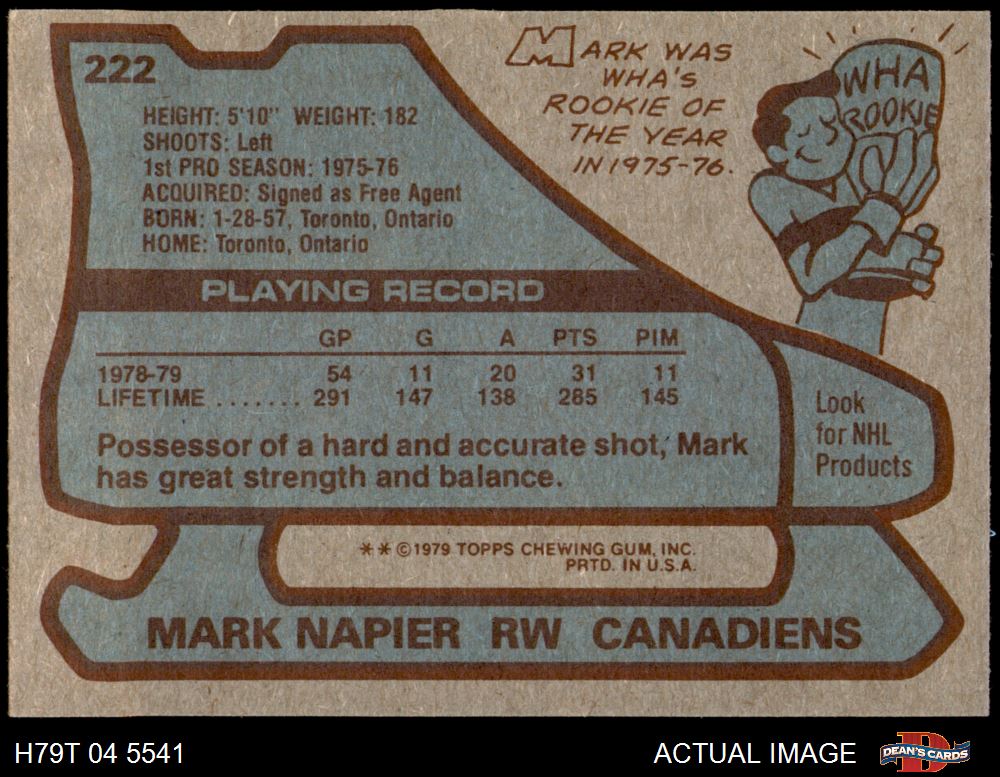 222
HEIGHT: 5'10" WEIGHT: 182
SHOOTS: Left
1st PRO SEASON: 1975-76
ACQUIRED: Signed as Free Agent
BORN: 1-28-57, Toronto, Ontario
HOME: Toronto, Ontario
MARK WAS
WHA'S
ROOKIE OF
THE YEAR
IN 1975-76.
WHA
ROOKIE
PLAYING RECORD
GP G A PTS PIM
1978-79 54 11 20 31 11
LIFETIME ....... 291 147 138 285 145
Possessor of a hard and accurate shot, Mark
has great strength and balance.
Look
for NHL
Products
** ©1979 TOPPS CHEWING GUM, INC.
PRTD. IN U.S.A.
MARK NAPIER RW CANADIENS
H79T 04 5541
ACTUAL IMAGE
D
DEAN'S CARDS